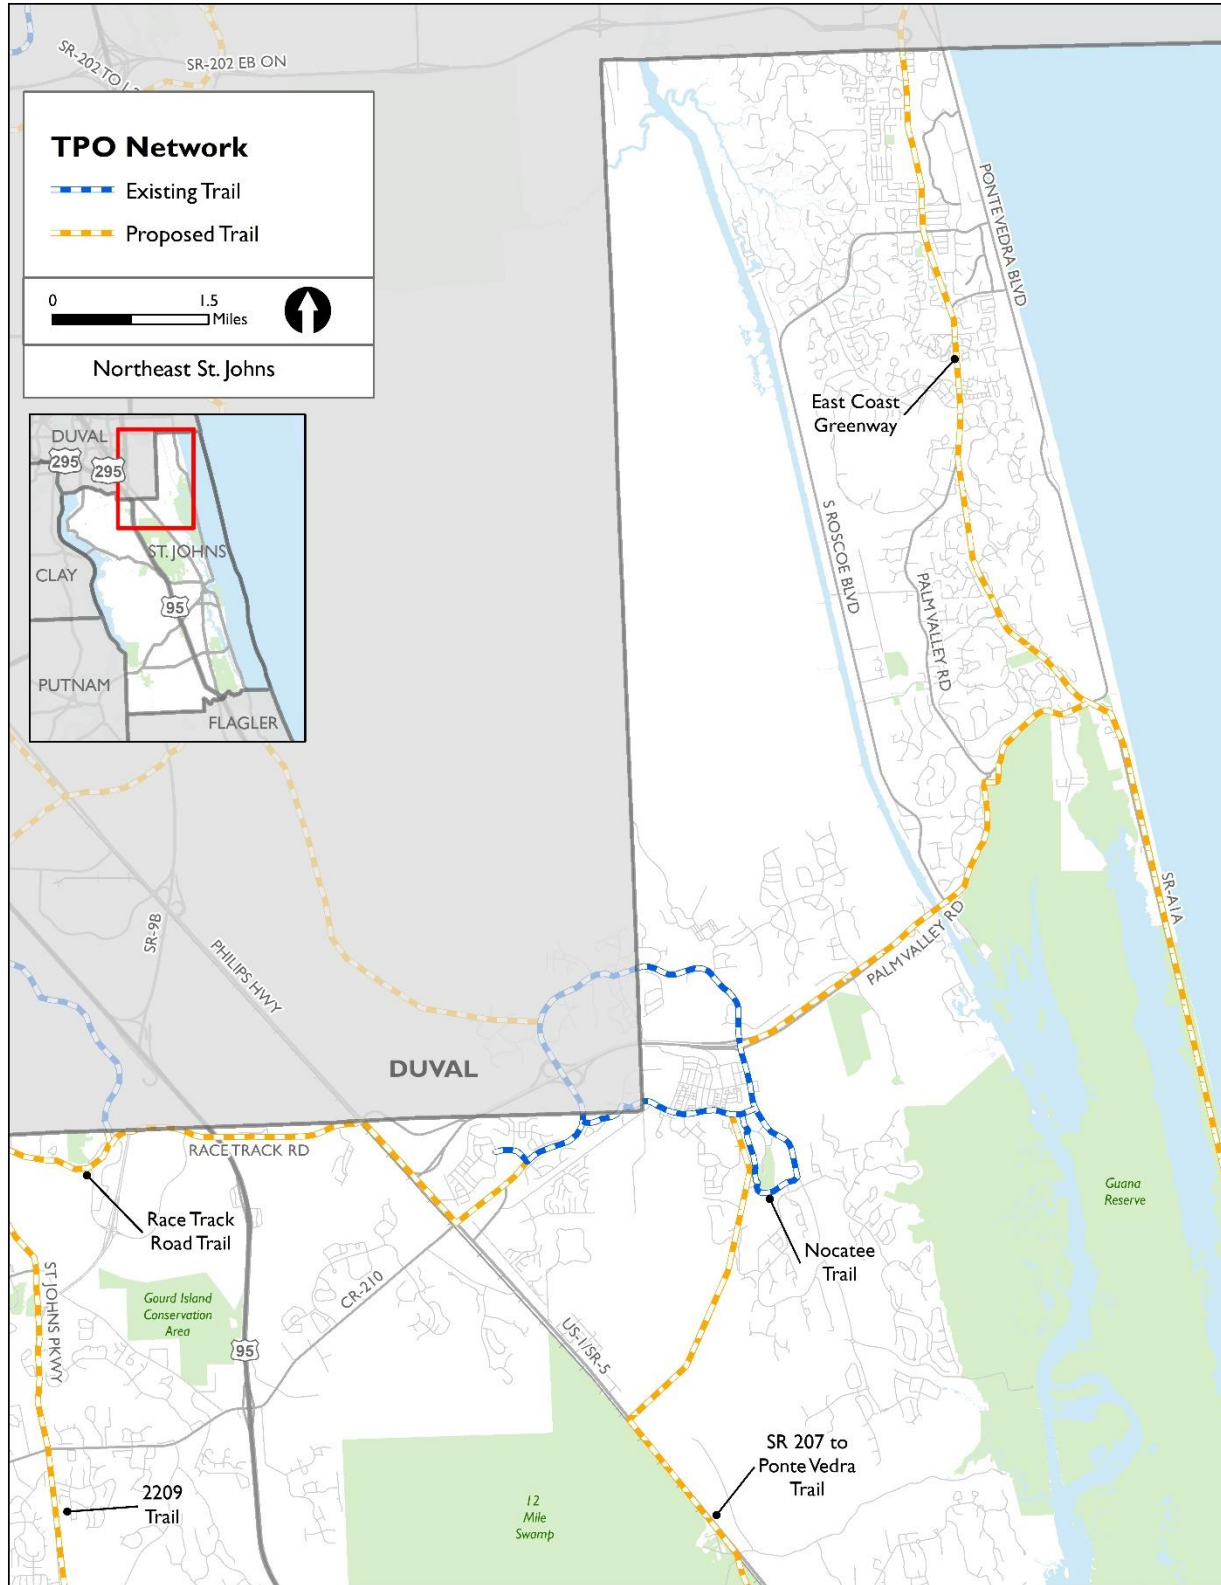 SR-202 TO I-
SR-202 EB ON
TPO Network
Existing Trail
Proposed Trail
0 1.5
Miles
Northeast St. Johns
DUVAL
295
295
ST. JOHNS
CLAY
95
PUTNAM
FLAGLER
PONTE VEDRA BLVD
East Coast
Greenway
S ROSCOE BLVD
PALM VALLEY RD
SR-A1A
PALM VALLEY RD
SR-9B
PHILIPS HWY
DUVAL
RACE TRACK RD
Race Track
Road Trail
Nocatee
Trail
Guana
Reserve
ST JOHNS PKWY
Gourd Island
Conservation
Area
CR-210
US-1/SR-5
95
SR 207 to
Ponte Vedra
Trail
2209
Trail
12
Mile
Swamp